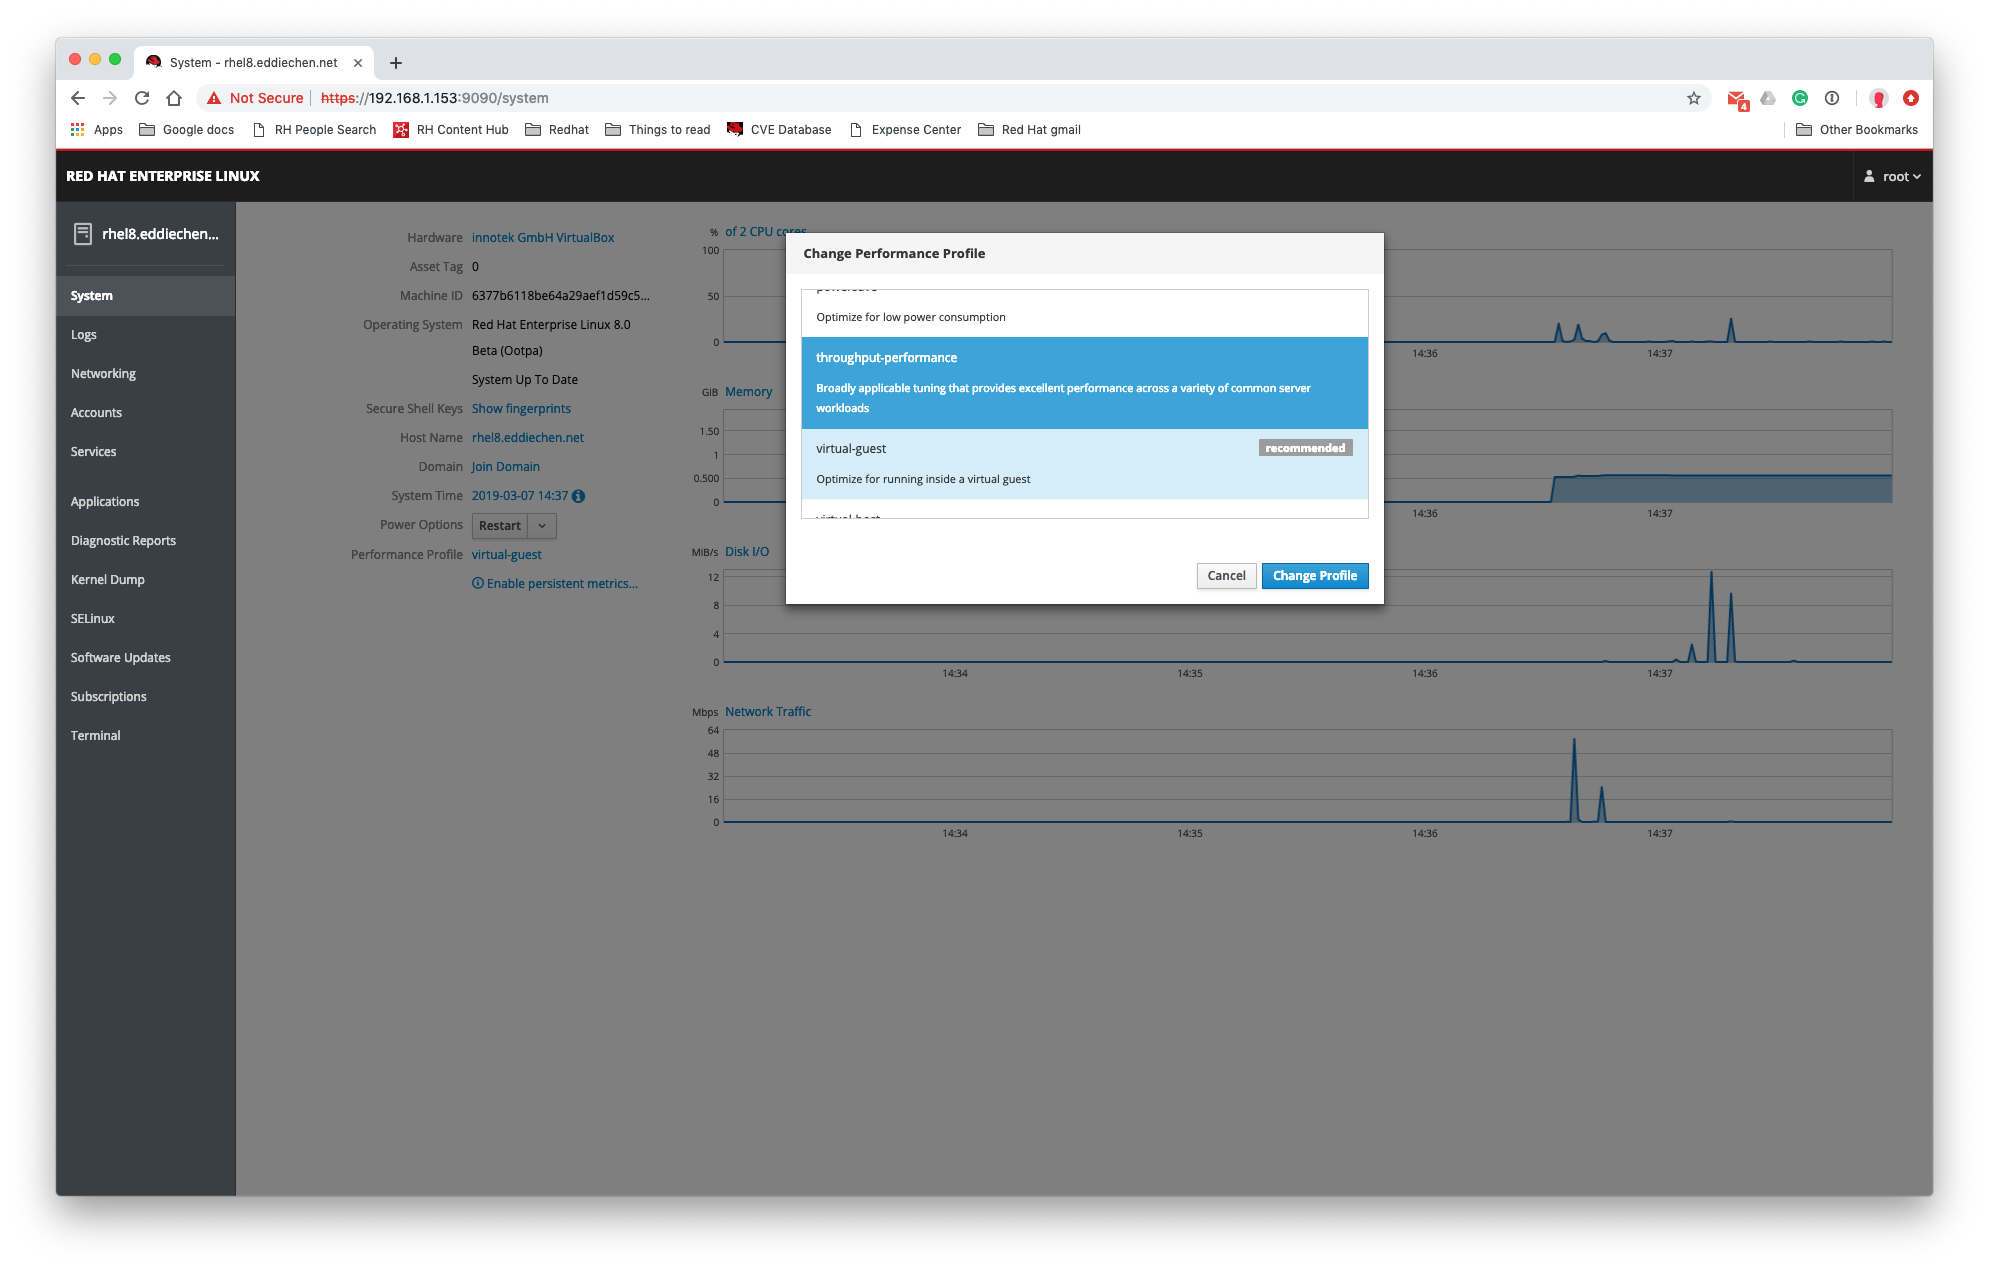 System - rhel8.eddiechen.net
Not Secure
https://192.168.1.153:9090/system
4
Apps
Google docs
RH People Search
RH Content Hub
Redhat
Things to read
CVE Database
Expense Center
Red Hat gmail
Other Bookmarks
RED HAT ENTERPRISE LINUX
root
rhel8.eddiechen...
System
Logs
Networking
Accounts
Services
Applications
Diagnostic Reports
Kernel Dump
SELinux
Software Updates
Subscriptions
Terminal
Hardware innotek GmbH VirtualBox
Asset Tag 0
Machine ID 6377b6118be64a29aef1d59c5...
Operating System Red Hat Enterprise Linux 8.0
Beta (Ootpa)
System Up To Date
Secure Shell Keys Show fingerprints
Host Name rhel8.eddiechen.net
Domain Join Domain
System Time 2019-03-07 14:37
Power Options Restart
Performance Profile virtual-guest
Enable persistent metrics...
% of 2 CPU cores
100
50
0
14:36 14:37
GiB Memory
1.50
1
0.500
0
14:36 14:37
MiB/s Disk I/O
12
8
4
0
14:34 14:35 14:36 14:37
Mbps Network Traffic
64
48
32
16
0
14:34 14:35 14:36 14:37
Change Performance Profile
Optimize for low power consumption
throughput-performance
Broadly applicable tuning that provides excellent performance across a variety of common server
workloads
virtual-guest recommended
Optimize for running inside a virtual guest
Cancel
Change Profile